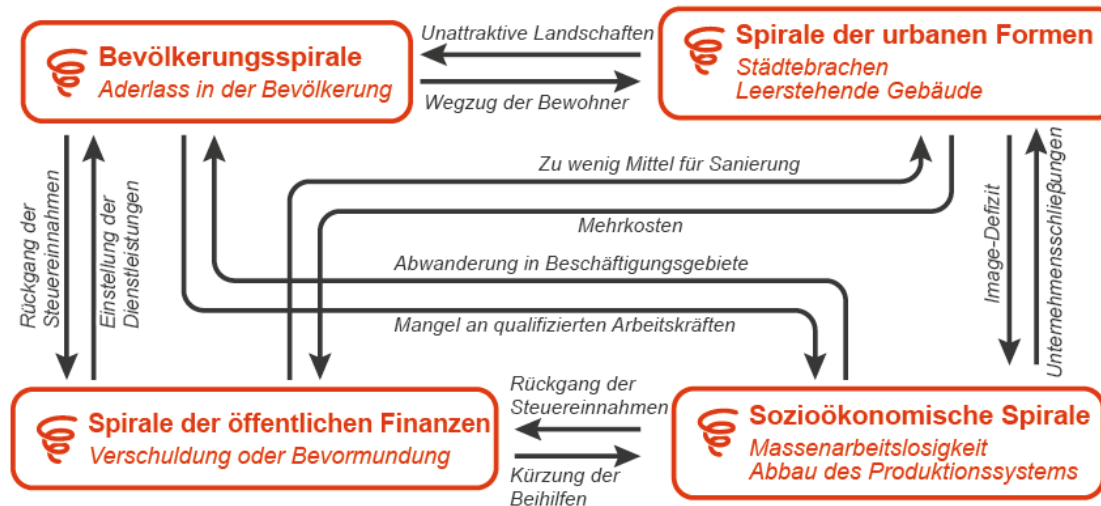 Bevölkerungsspirale
Aderlass in der Bevölkerung
Unattraktive Landschaften
Wegzug der Bewohner
Spirale der urbanen Formen
Städtebrachen
Leerstehende Gebäude
Rückgang der
Steuereinnahmen
Einstellung der
Dienstleistungen
Zu wenig Mittel für Sanierung
Mehrkosten
Abwanderung in Beschäftigungsgebiete
Mangel an qualifizierten Arbeitskräften
Image-Defizit
Unternehmensschließungen
Spirale der öffentlichen Finanzen
Verschuldung oder Bevormundung
Rückgang der
Steuereinnahmen
Kürzung der
Beihilfen
Sozioökonomische Spirale
Massenarbeitslosigkeit
Abbau des Produktionssystems